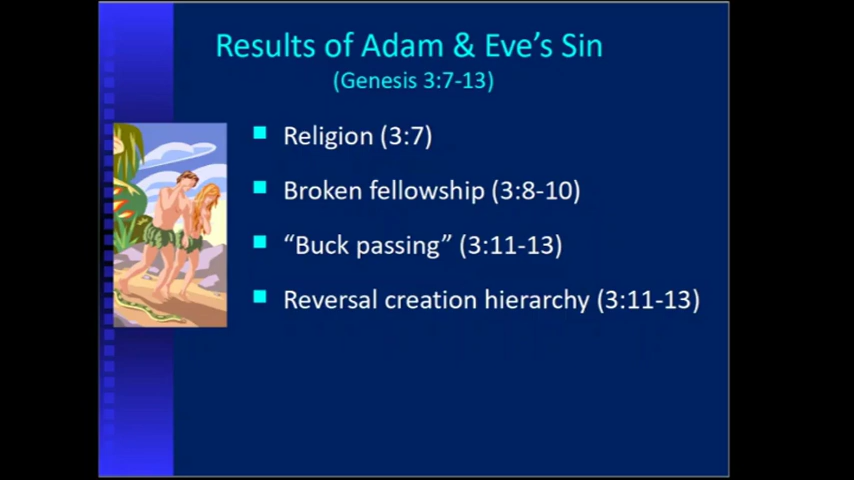 Results of Adam & Eve's Sin
(Genesis 3:7-13)
Religion (3:7)
Broken fellowship (3:8-10)
“Buck passing” (3:11-13)
Reversal creation hierarchy (3:11-13)